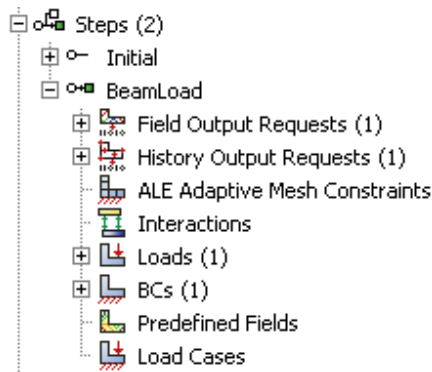 Steps (2)
Initial
BeamLoad
Field Output Requests (1)
History Output Requests (1)
ALE Adaptive Mesh Constraints
Interactions
Loads (1)
BCs (1)
Predefined Fields
Load Cases